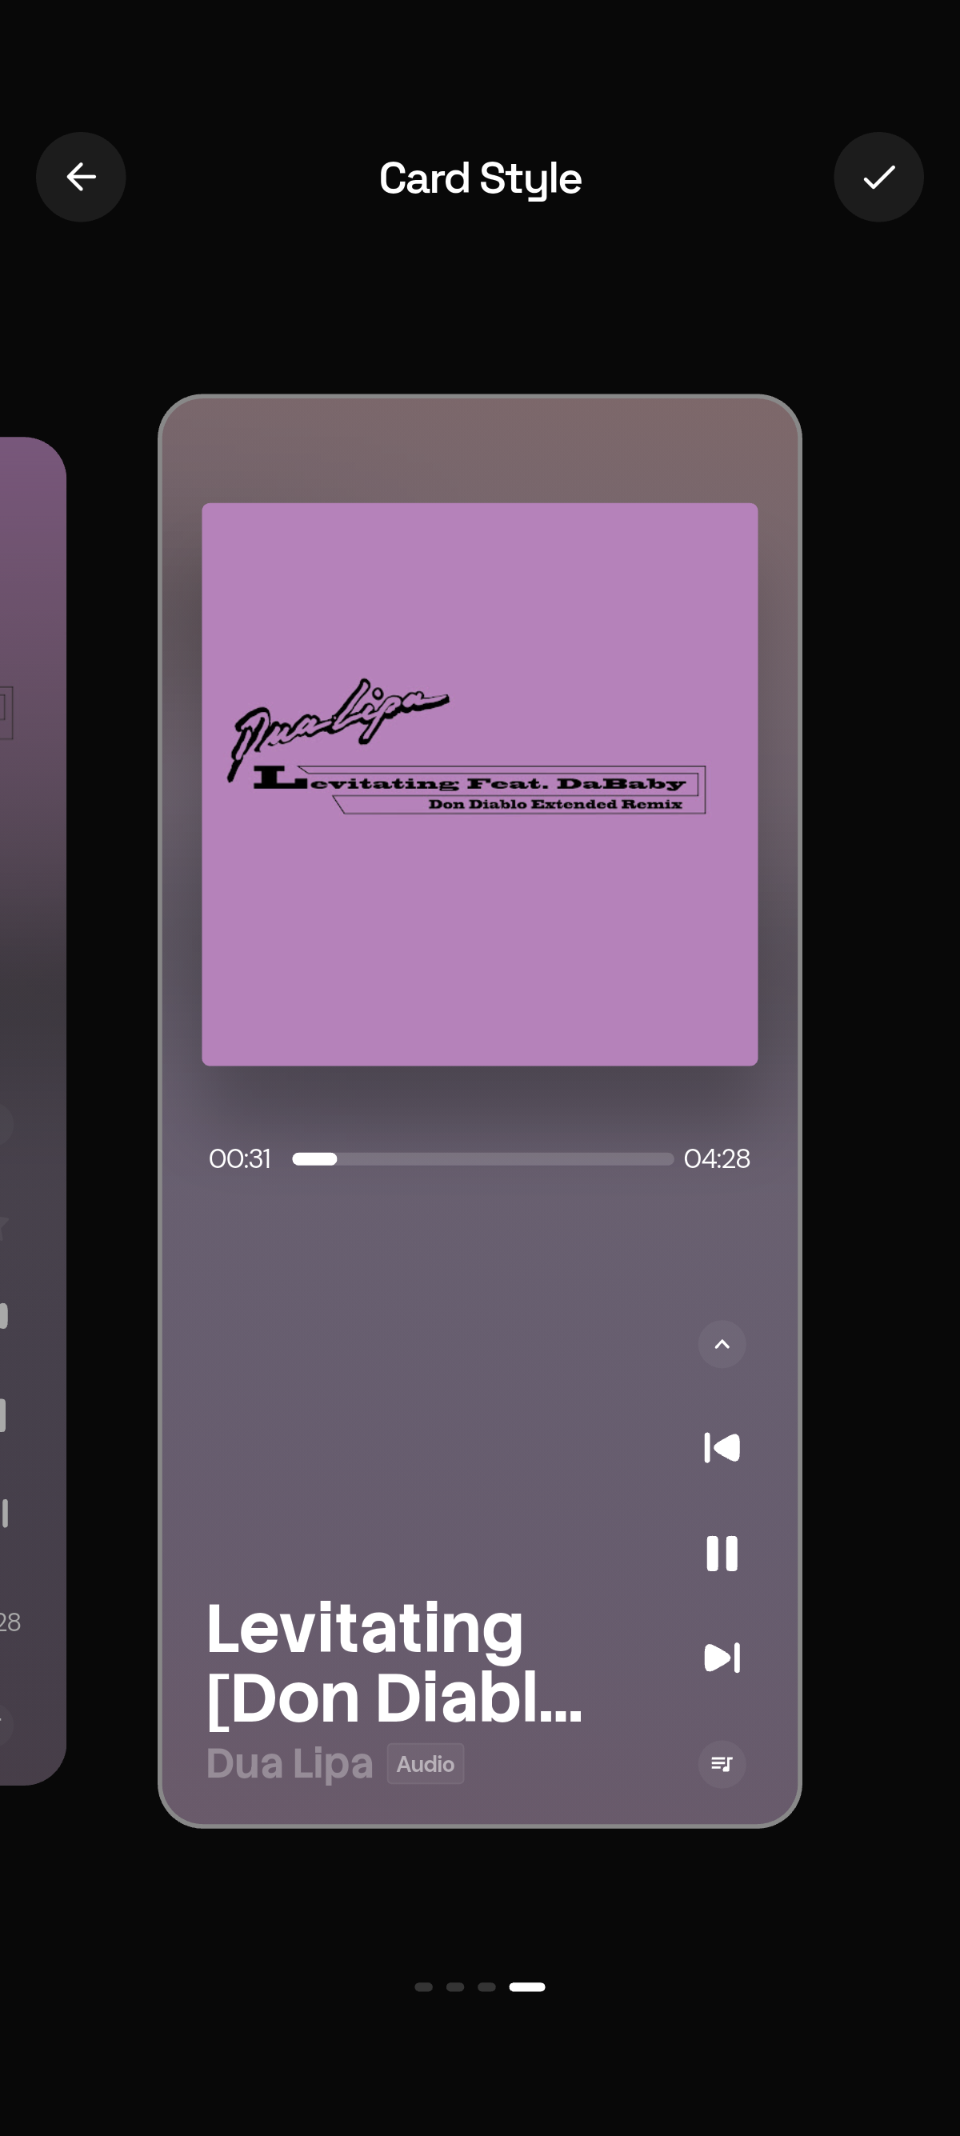 Card Style
Dua Lipa
Levitating Feat. DaBaby
Don Diablo Extended Remix
00:31
04:28
28
Levitating
[Don Diabl...
Dua Lipa
Audio